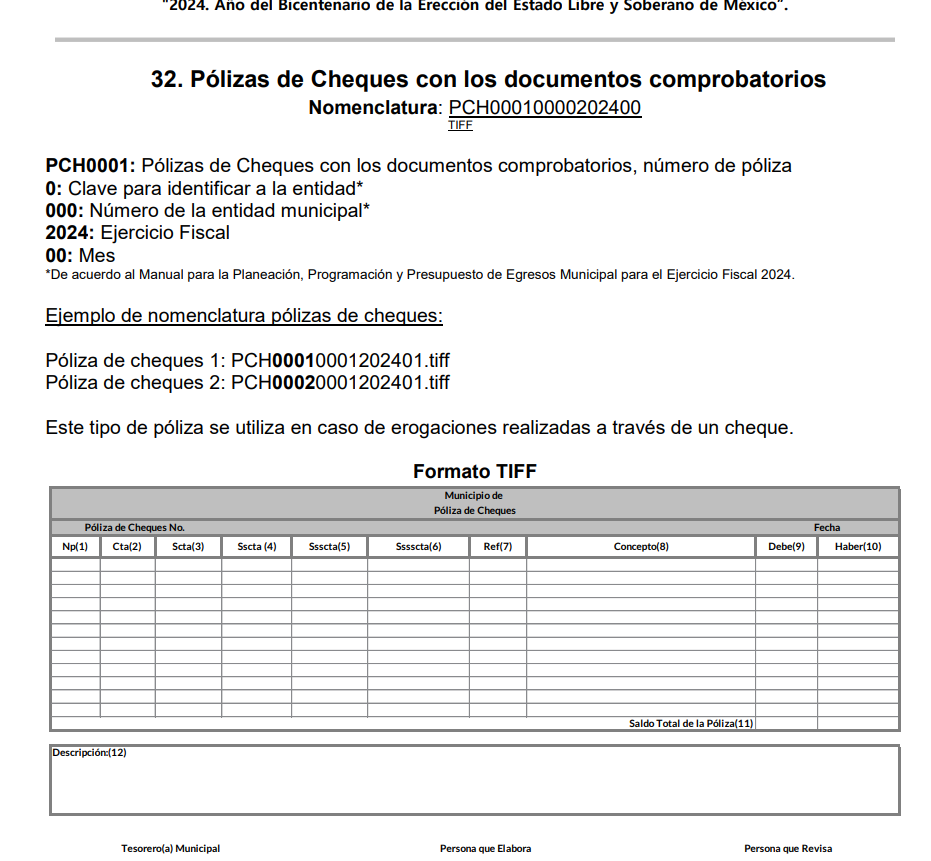 "2024. Año del Bicentenario de la Erección del Estado Libre y Soberano de México".
32. Pólizas de Cheques con los documentos comprobatorios
Nomenclatura: PCH00010000202400
TIFF
PCH0001: Pólizas de Cheques con los documentos comprobatorios, número de póliza
0: Clave para identificar a la entidad*
000: Número de la entidad municipal*
2024: Ejercicio Fiscal
00: Mes
*De acuerdo al Manual para la Planeación, Programación y Presupuesto de Egresos Municipal para el Ejercicio Fiscal 2024.
Ejemplo de nomenclatura pólizas de cheques:
Póliza de cheques 1: PCH00010001202401.tiff
Póliza de cheques 2: PCH00020001202401.tiff
Este tipo de póliza se utiliza en caso de erogaciones realizadas a través de un cheque.
Formato TIFF
Municipio de
Póliza de Cheques
Póliza de Cheques No. Fecha
Np(1) Cta(2) Scta(3) Sscta (4) Ssscta(5) Sssscta(6) Ref(7) Concepto(8) Debe(9) Haber(10)
Saldo Total de la Póliza(11)
Descripción:(12)
Tesorero(a) Municipal Persona que Elabora Persona que Revisa